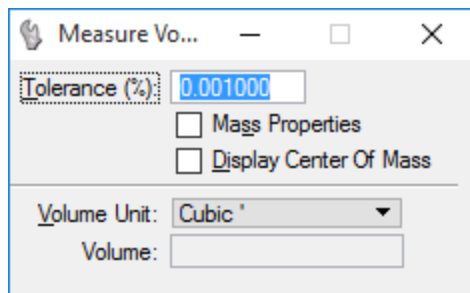 Measure Vo...
Tolerance (%): 0.001000
Mass Properties
Display Center Of Mass
Volume Unit: Cubic '
Volume: